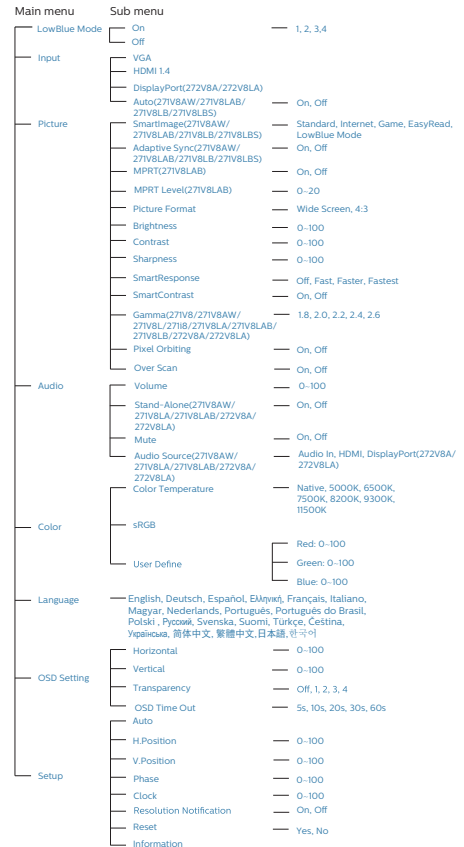 Main menu Sub menu
LowBlue Mode On 1, 2, 3,4
Off
Input VGA
HDMI 1.4
DisplayPort(272V8A/272V8LA)
Auto(271V8AW/271V8LAB/ On, Off
271V8LB/271V8LBS)
Picture SmartImage(271V8AW/ Standard, Internet, Game, EasyRead,
271V8LAB/271V8LB/271V8LBS) LowBlue Mode
Adaptive Sync(271V8AW/ On, Off
271V8LAB/271V8LB/271V8LBS)
MPRT(271V8LAB) On, Off
MPRT Level(271V8LAB) 0~20
Picture Format Wide Screen, 4:3
Brightness 0~100
Contrast 0~100
Sharpness 0~100
SmartResponse Off, Fast, Faster, Fastest
SmartContrast On, Off
Gamma(271V8/271V8AW/ 1.8, 2.0, 2.2, 2.4, 2.6
271V8L/271i8/271V8LA/271V8LAB/
271V8LB/272V8A/272V8LA)
Pixel Orbiting On, Off
Over Scan On, Off
Audio Volume 0~100
Stand-Alone(271V8AW/ On, Off
271V8LA/271V8LAB/272V8A/
272V8LA)
Mute On, Off
Audio Source(271V8AW/ Audio In, HDMI, DisplayPort(272V8A/
271V8LA/271V8LAB/272V8A/ 272V8LA)
272V8LA)
Color Temperature Native, 5000K, 6500K,
7500K, 8200K, 9300K,
11500K
Color sRGB
Red: 0~100
User Define Green: 0~100
Blue: 0~100
Language English, Deutsch, Español, Ελληνική, Français, Italiano,
Magyar, Nederlands, Português, Português do Brasil,
Polski , Русский, Svenska, Suomi, Türkçe, Čeština,
Українська, 简体中文, 繁體中文,日本語,한국어
Horizontal 0~100
Vertical 0~100
OSD Setting Transparency Off, 1, 2, 3, 4
OSD Time Out 5s, 10s, 20s, 30s, 60s
Auto
H.Position 0~100
V.Position 0~100
Setup Phase 0~100
Clock 0~100
Resolution Notification On, Off
Reset Yes, No
Information